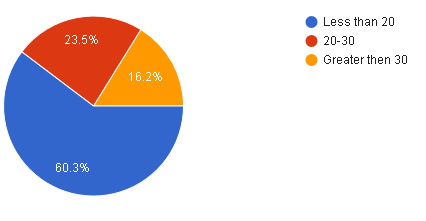 23.5%
16.2%
60.3%
Less than 20
20-30
Greater then 30